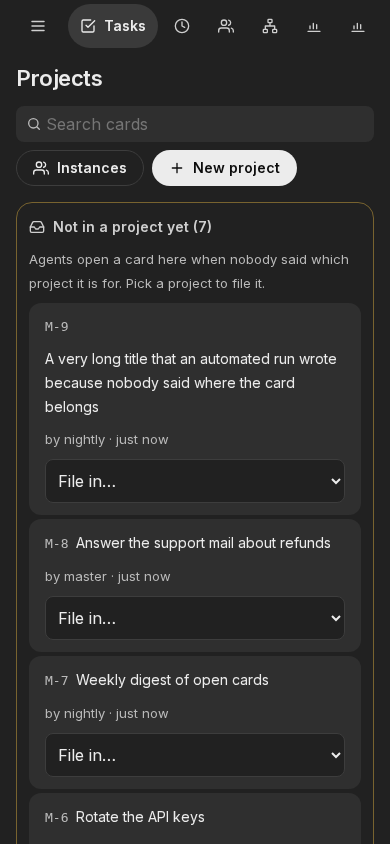 Tasks
Projects
Search cards
Instances
New project
Not in a project yet (7)
Agents open a card here when nobody said which
project it is for. Pick a project to file it.
M-9
A very long title that an automated run wrote
because nobody said where the card
belongs
by nightly · just now
File in...
M-8 Answer the support mail about refunds
by master · just now
File in...
M-7 Weekly digest of open cards
by nightly · just now
File in...
M-6 Rotate the API keys